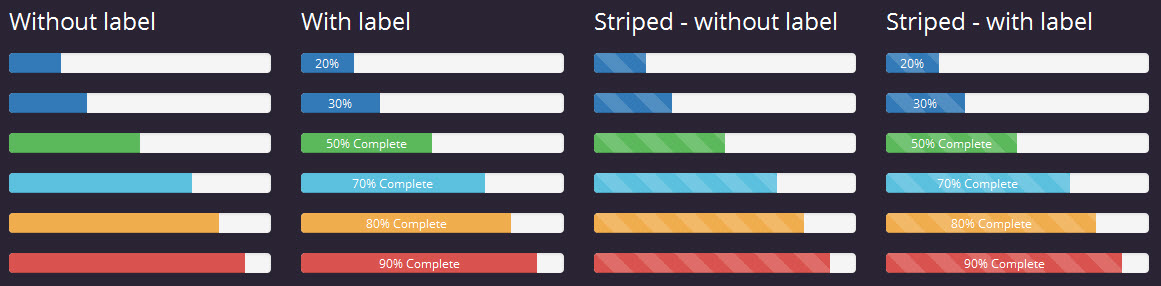 Without label
With label
20%
30%
50% Complete
70% Complete
80% Complete
90% Complete
Striped - without label
Striped - with label
20%
30%
50% Complete
70% Complete
80% Complete
90% Complete